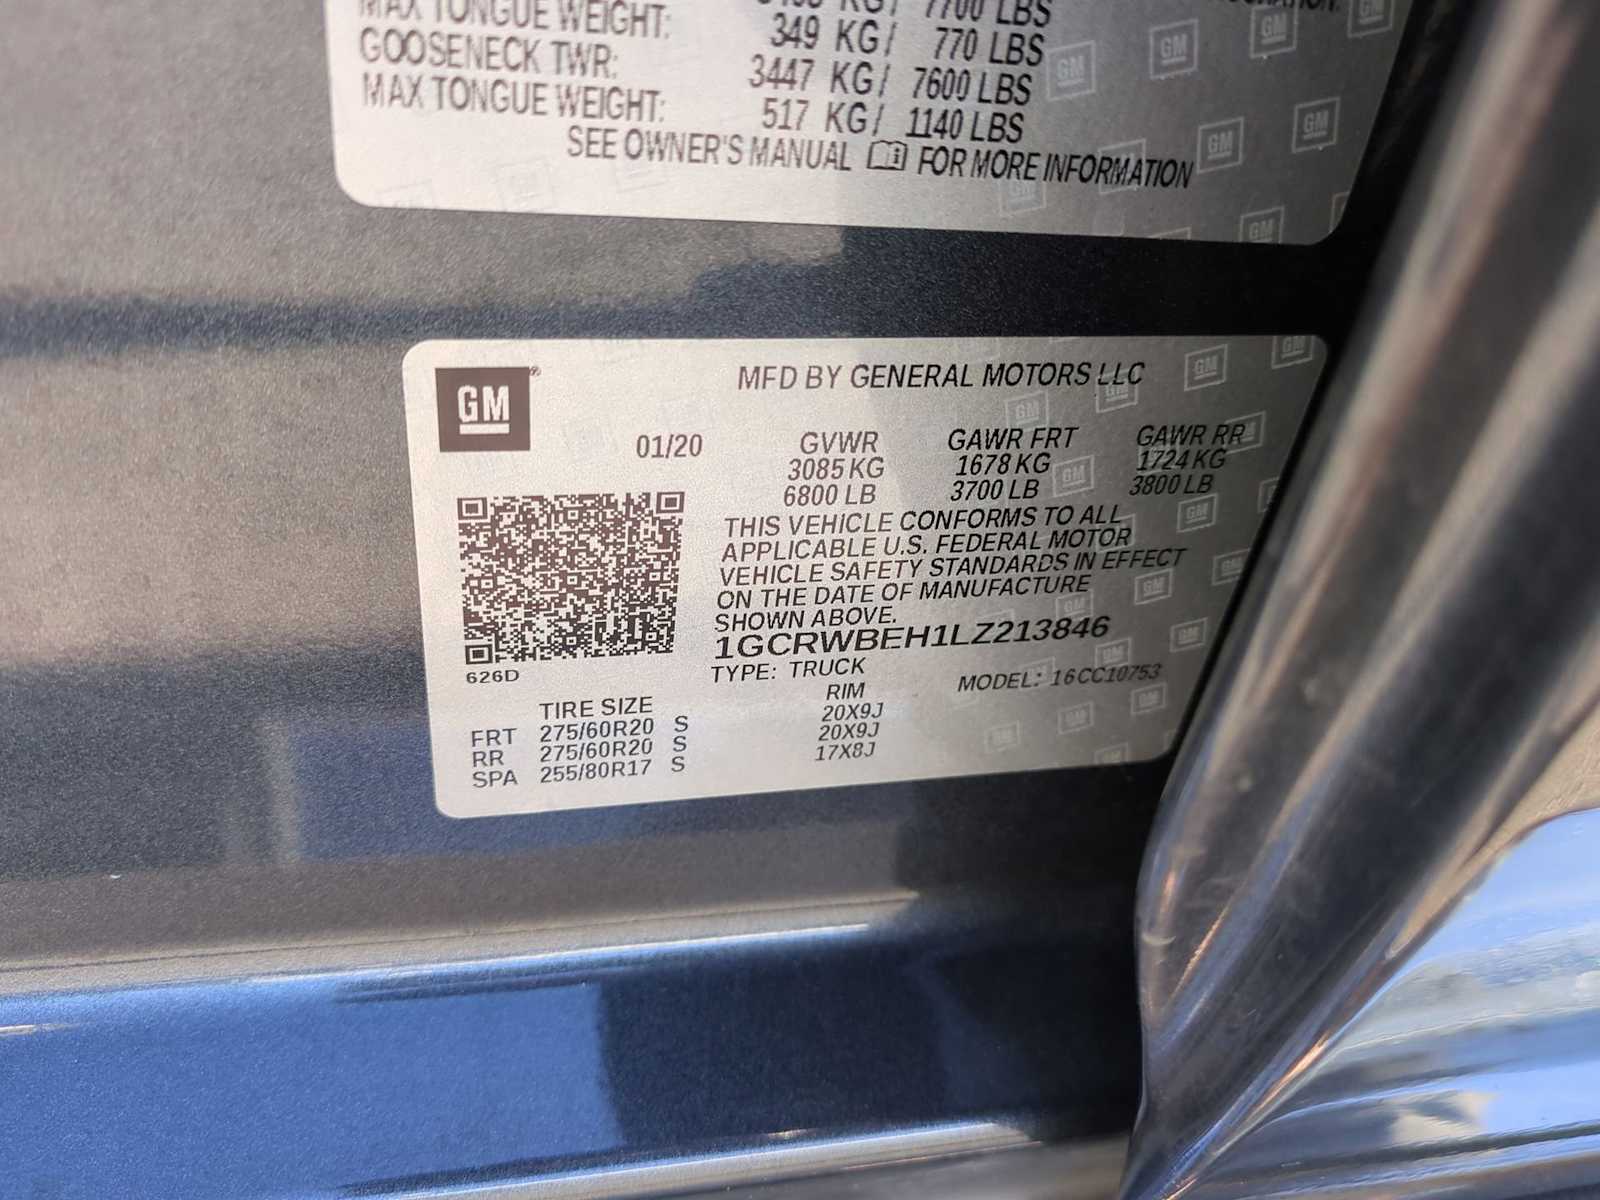 MAX TONGUE WEIGHT: KG/ 7700 LBS
349 KG/ 770 LBS
GOOSENECK TWR: 3447 KG/ 7600 LBS
MAX TONGUE WEIGHT: 517 KG/ 1140 LBS
SEE OWNER'S MANUAL FOR MORE INFORMATION
GM®
MFD BY GENERAL MOTORS LLC
01/20 GVWR GAWR FRT GAWR RR
3085 KG 1678 KG 1724 KG
6800 LB 3700 LB 3800 LB
THIS VEHICLE CONFORMS TO ALL
APPLICABLE U.S. FEDERAL MOTOR
VEHICLE SAFETY STANDARDS IN EFFECT
ON THE DATE OF MANUFACTURE
SHOWN ABOVE.
1GCRWBEH1LZ213846
626D
TYPE: TRUCK MODEL: 16CC10753
TIRE SIZE RIM
FRT 275/60R20 S 20X9J
RR 275/60R20 S 20X9J
SPA 255/80R17 S 17X8J